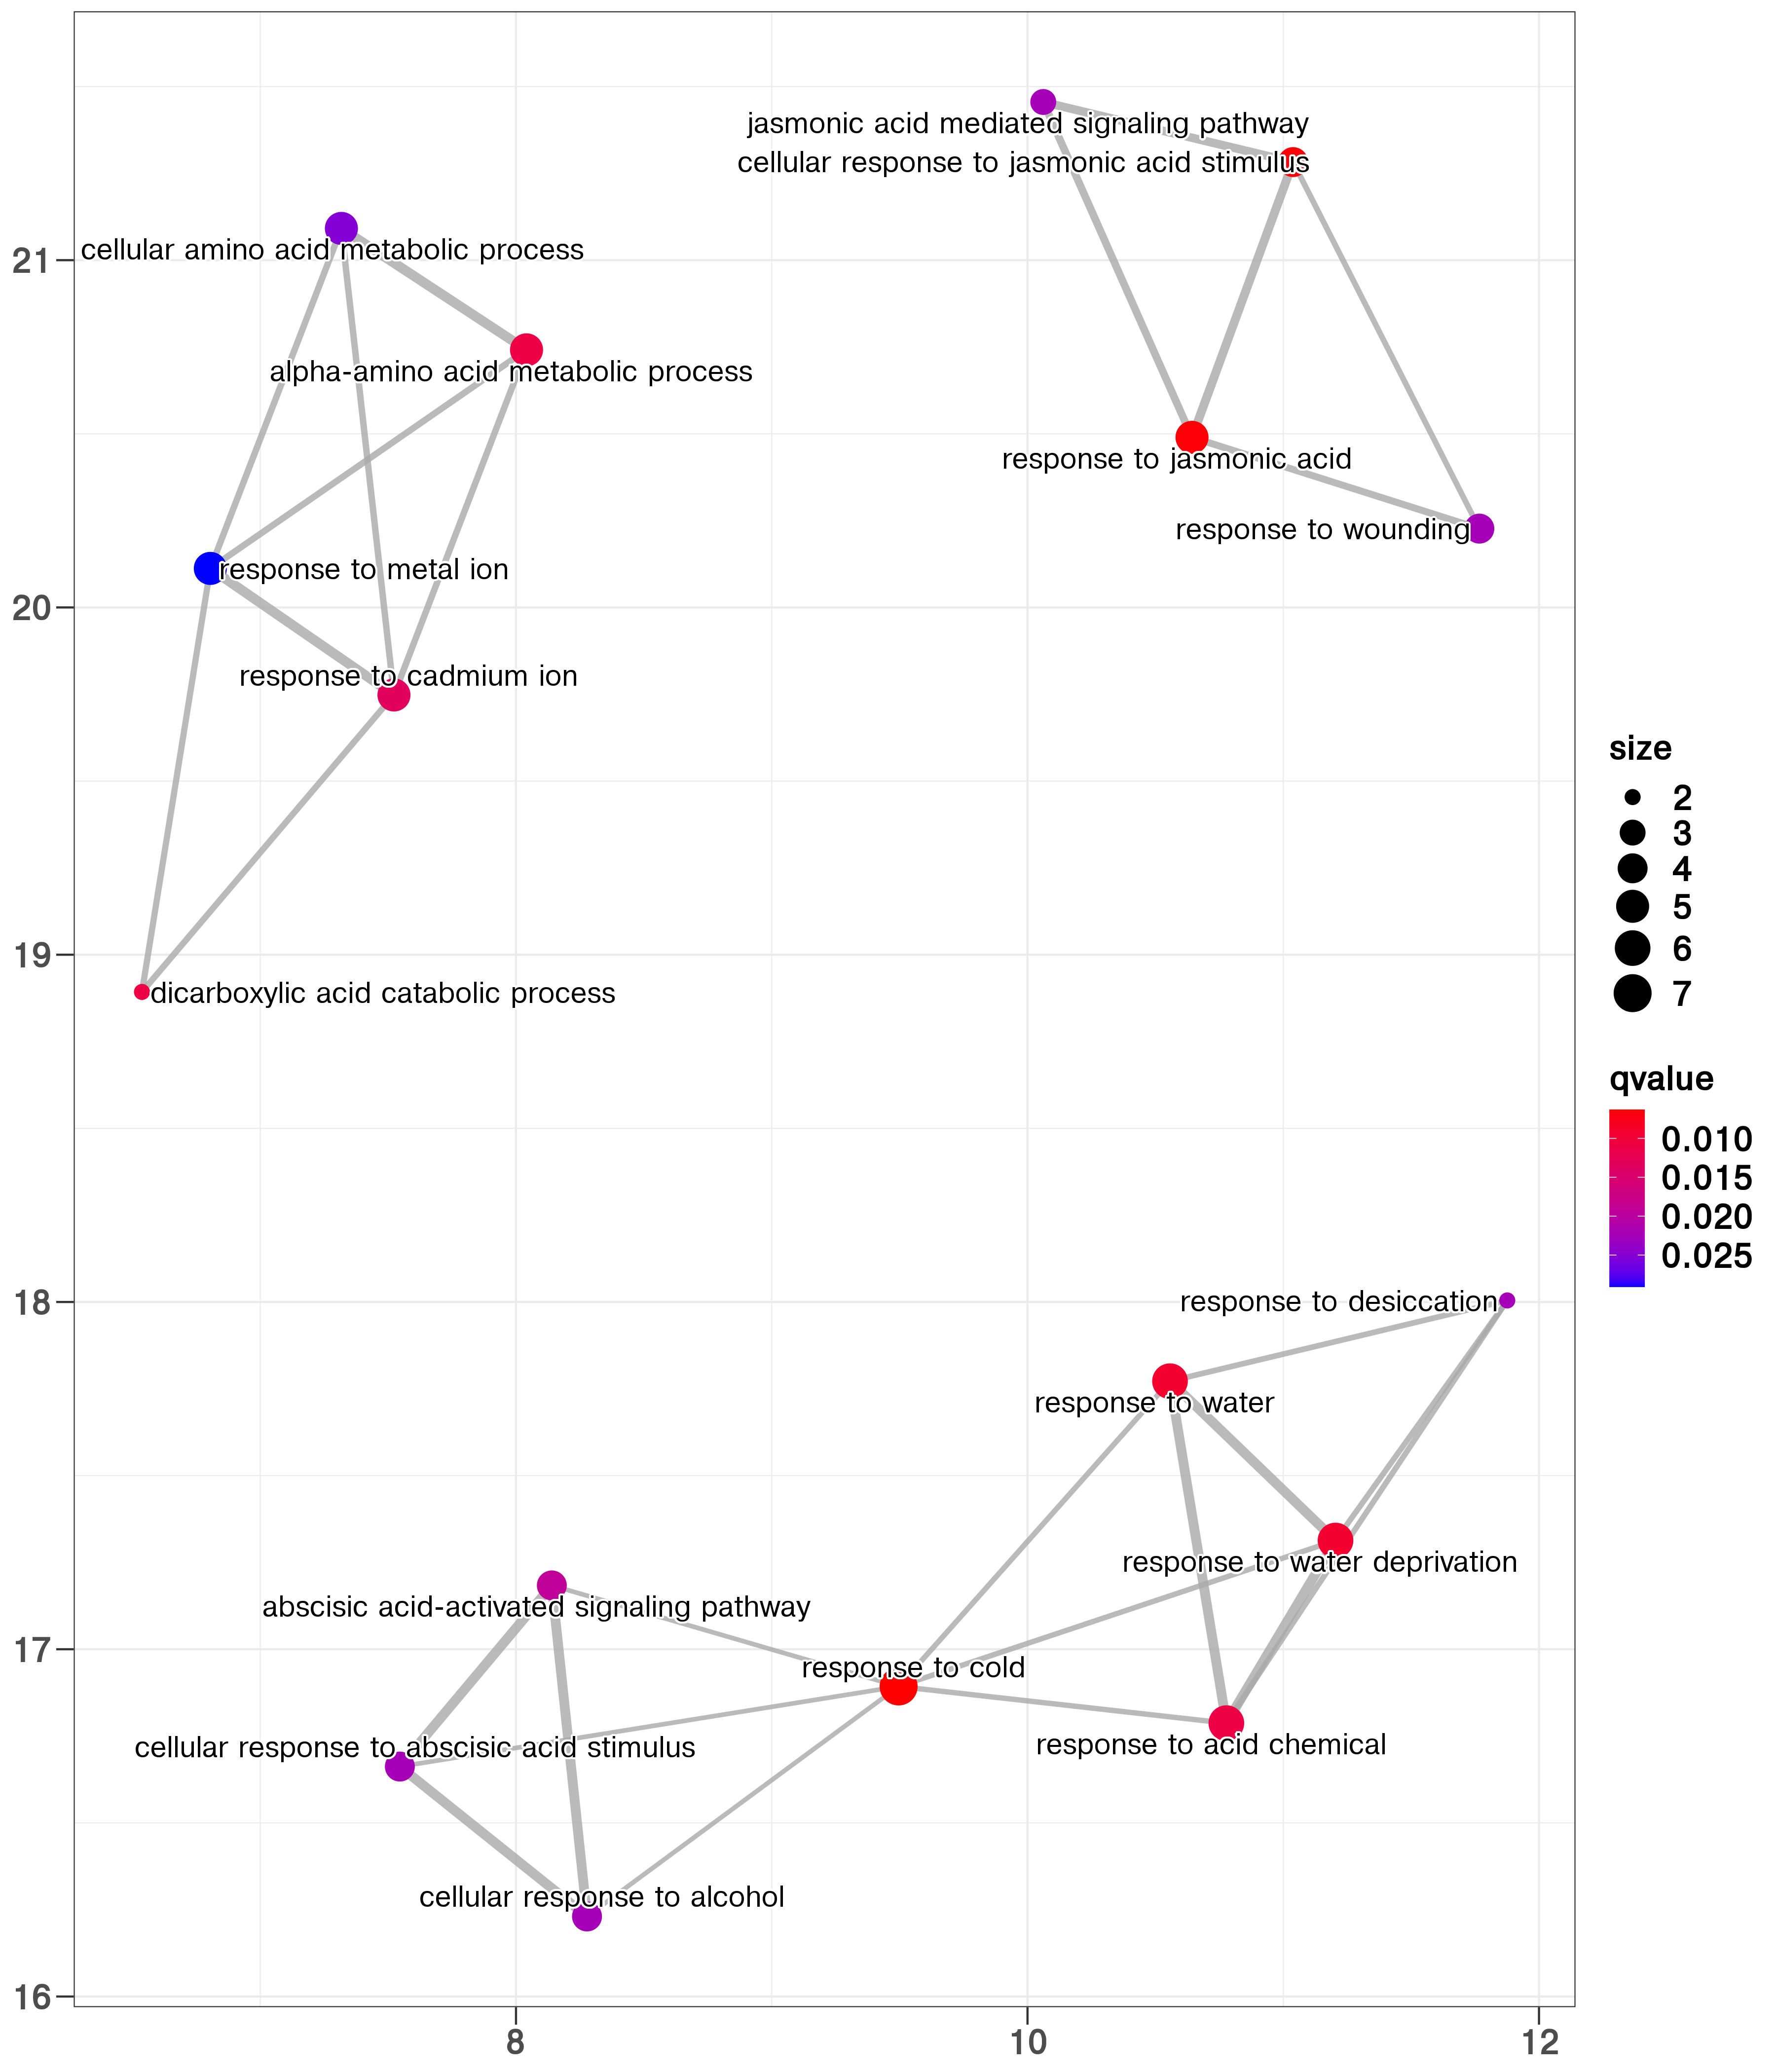 jasmonic acid mediated signaling pathway
cellular response to jasmonic acid stimulus
cellular amino acid metabolic process
21
alpha-amino acid metabolic process
response to jasmonic acid
response to wounding
response to metal ion
20
response to cadmium ion
size
2
3
4
5
6
7
19
dicarboxylic acid catabolic process
qvalue
0.010
0.015
0.020
0.025
18
response to desiccation
response to water
response to water deprivation
abscisic acid-activated signaling pathway
17
response to cold
response to acid chemical
cellular response to abscisic acid stimulus
cellular response to alcohol
16
8
10
12